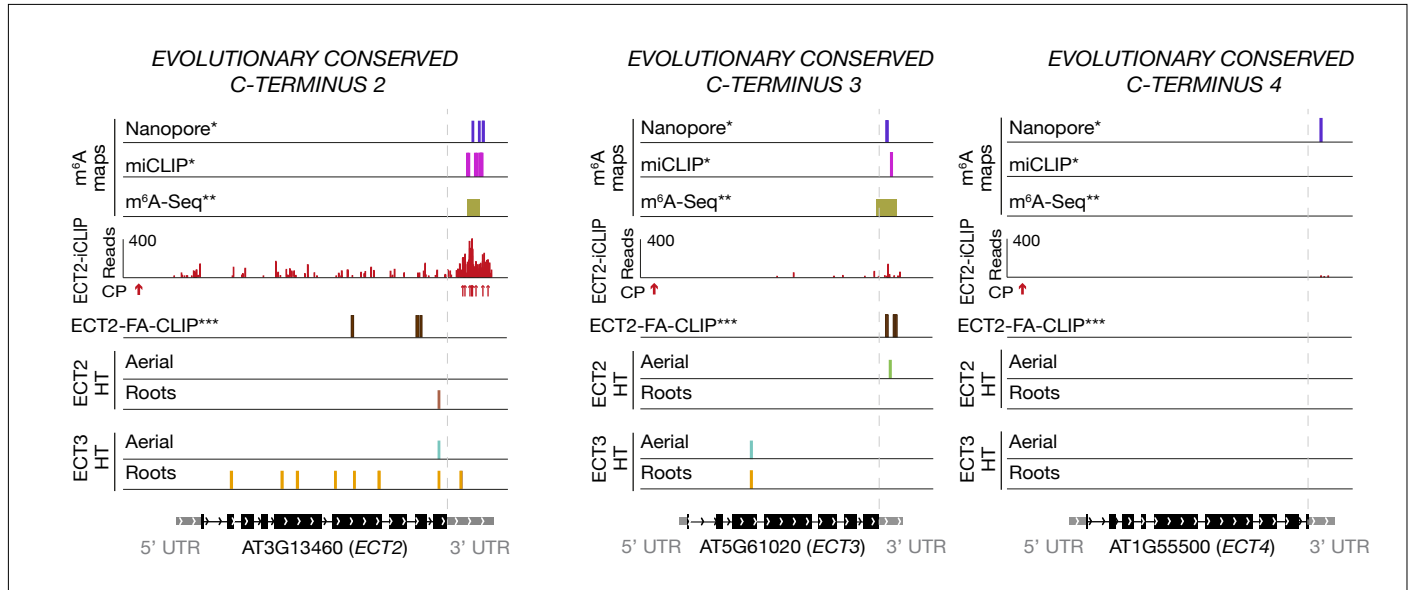 EVOLUTIONARY CONSERVED
C-TERMINUS 2
m⁶A
maps
Nanopore*
miCLIP*
m⁶A-Seq**
ECT2-iCLIP
Reads
400
CP
ECT2-FA-CLIP***
ECT2
HT
Aerial
Roots
ECT3
HT
Aerial
Roots
5' UTR
AT3G13460 (ECT2)
3' UTR
EVOLUTIONARY CONSERVED
C-TERMINUS 3
m⁶A
maps
Nanopore*
miCLIP*
m⁶A-Seq**
ECT2-iCLIP
Reads
400
CP
ECT2-FA-CLIP***
ECT2
HT
Aerial
Roots
ECT3
HT
Aerial
Roots
5' UTR
AT5G61020 (ECT3)
3' UTR
EVOLUTIONARY CONSERVED
C-TERMINUS 4
m⁶A
maps
Nanopore*
miCLIP*
m⁶A-Seq**
ECT2-iCLIP
Reads
400
CP
ECT2-FA-CLIP***
ECT2
HT
Aerial
Roots
ECT3
HT
Aerial
Roots
5' UTR
AT1G55500 (ECT4)
3' UTR